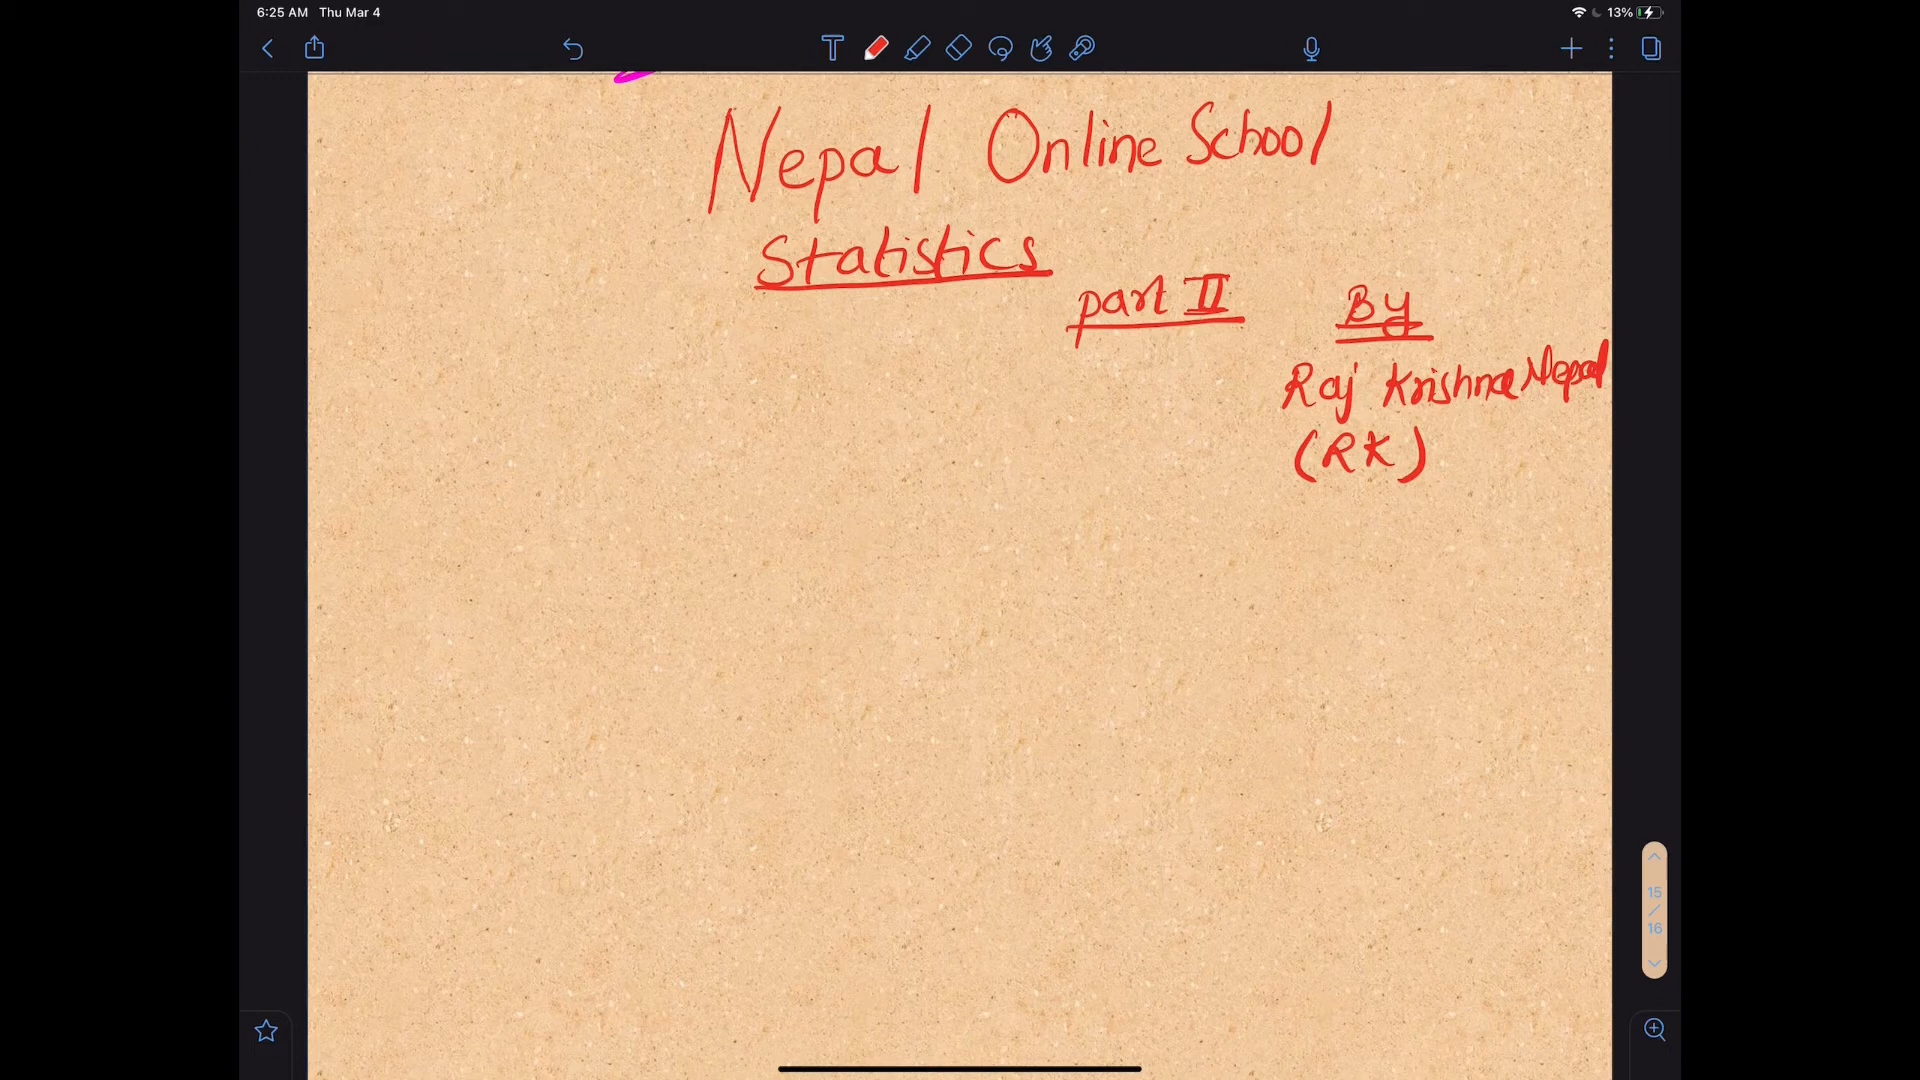 6:25 AM Thu Mar 4 13%
Nepal Online School
Statistics
part II By
Raj Krishna Nepal
(RK)
15
/
16